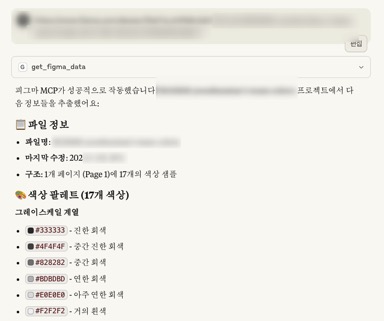 편집
G get_figma_data
피그마 MCP가 성공적으로 작동했습니다 프로젝트에서 다
음 정보들을 추출했어요:
파일 정보
파일명:
마지막 수정: 202
구조: 1개 페이지 (Page 1)에 17개의 색상 샘플
색상 팔레트 (17개 색상)
그레이스케일 계열
#333333 - 진한 회색
#4F4F4F - 중간 진한 회색
#828282 - 중간 회색
#BDBDBD - 연한 회색
#E0E0E0 - 아주 연한 회색
#F2F2F2 - 거의 흰색